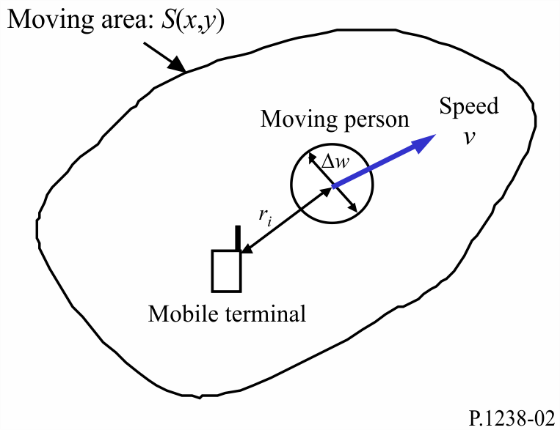 Moving area: S(x,y)
Speed
v
Moving person
Δw
r_i
Mobile terminal
P.1238-02